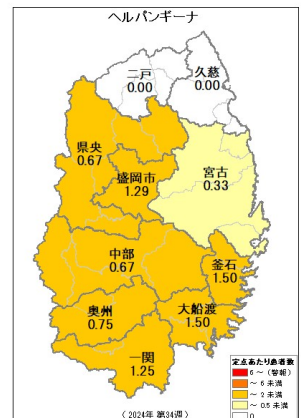 ヘルパンギーナ
二戸
0.00
久慈
0.00
県央
0.67
盛岡市
1.29
宮古
0.33
中部
0.67
釜石
1.50
奥州
0.75
大船渡
1.50
一関
1.25
定点あたり患者数
6~(警報)
~6未満
~2未満
~0.5未満
0
(2024年 第34週)